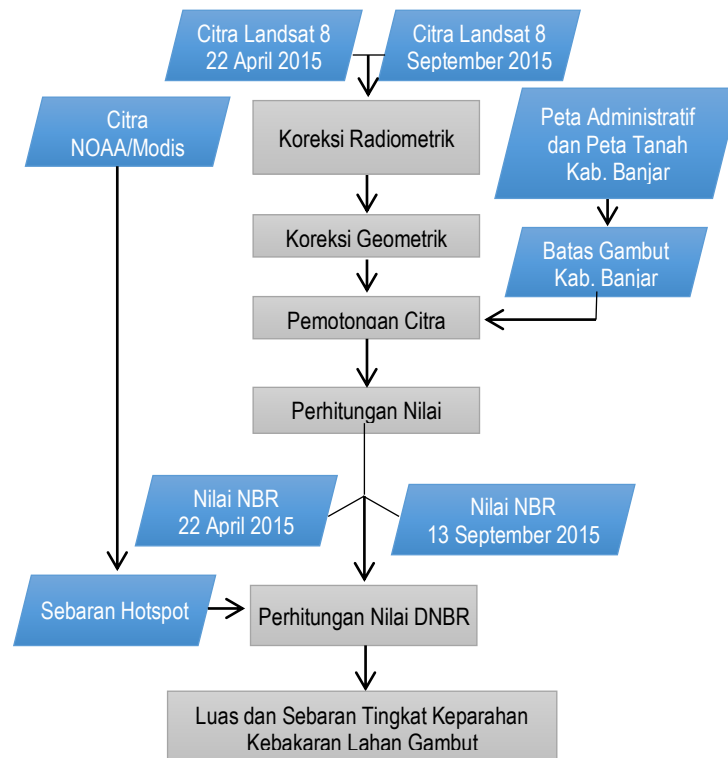 Citra Landsat 8
22 April 2015
Citra Landsat 8
September 2015
Citra
NOAA/Modis
Koreksi Radiometrik
Peta Administratif
dan Peta Tanah
Kab. Banjar
Koreksi Geometrik
Batas Gambut
Kab. Banjar
Pemotongan Citra
Perhitungan Nilai
Nilai NBR
22 April 2015
Nilai NBR
13 September 2015
Sebaran Hotspot
Perhitungan Nilai DNBR
Luas dan Sebaran Tingkat Keparahan
Kebakaran Lahan Gambut